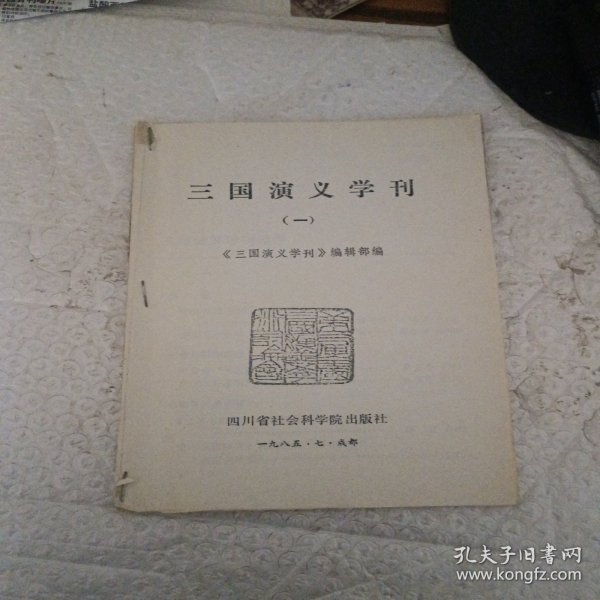 三国演义学刊
（一）
《三国演义学刊》编辑部编
四川省社会科学院出版社
一九八五·七·成都
孔夫子旧书网
www.kongfz.com